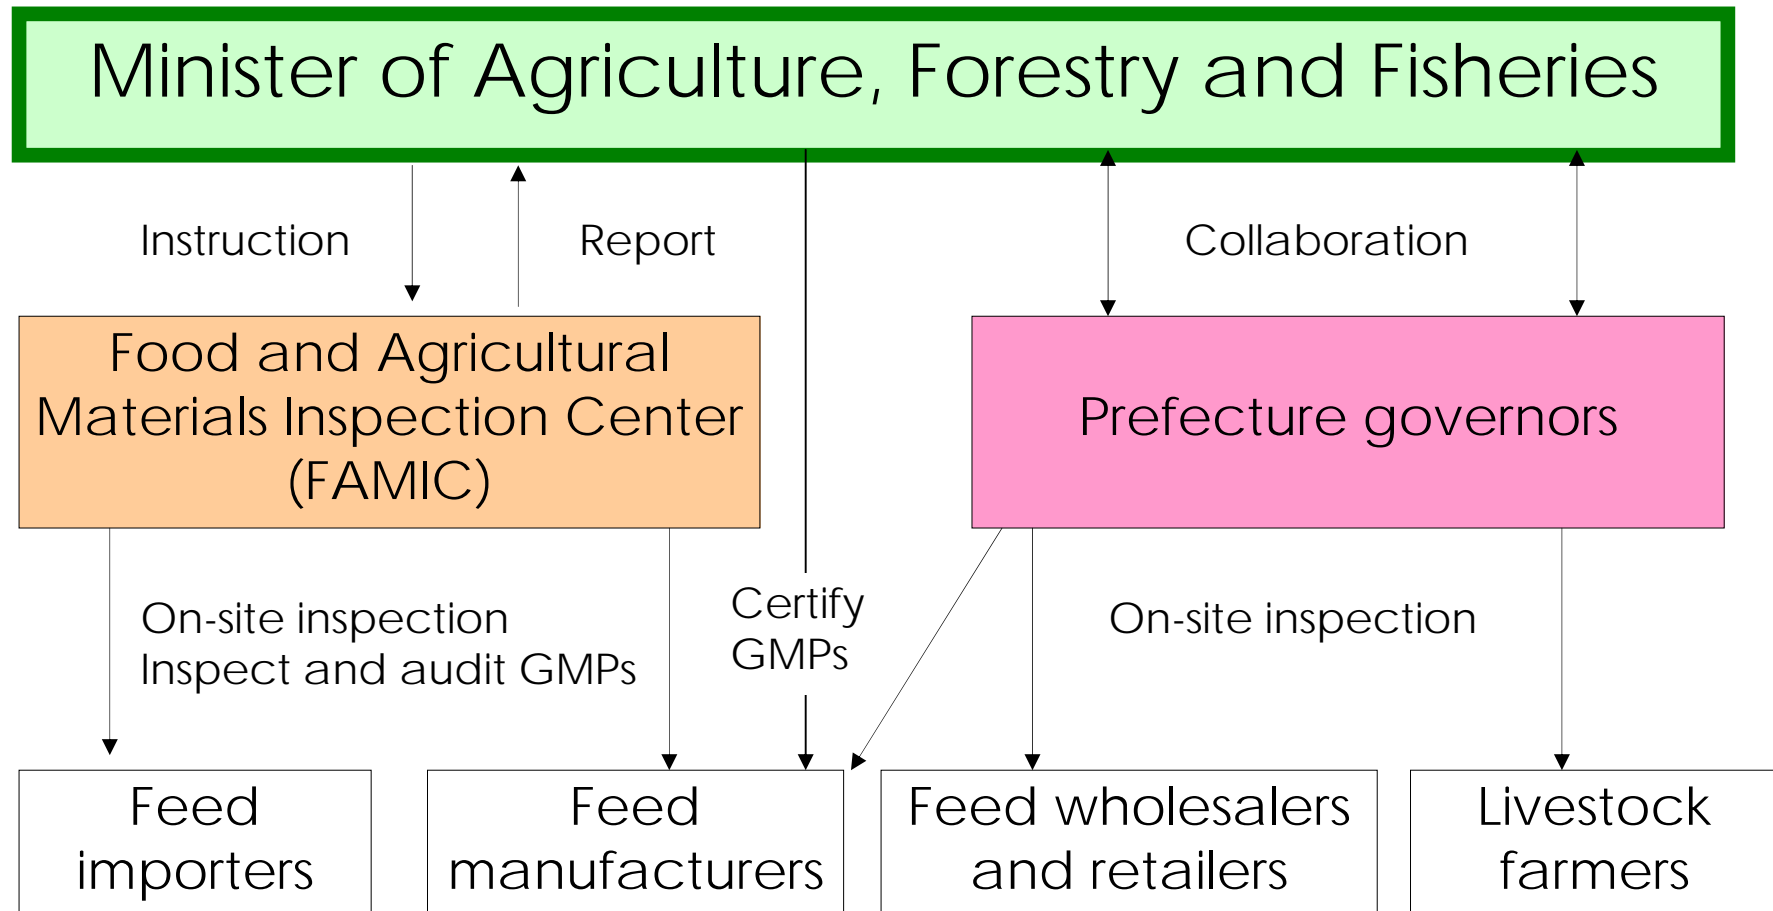 Minister of Agriculture, Forestry and Fisheries
Instruction
Report
Collaboration
Food and Agricultural
Materials Inspection Center
(FAMIC)
Prefecture governors
On-site inspection
Inspect and audit GMPs
Certify
GMPs
On-site inspection
Feed
importers
Feed
manufacturers
Feed wholesalers
and retailers
Livestock
farmers